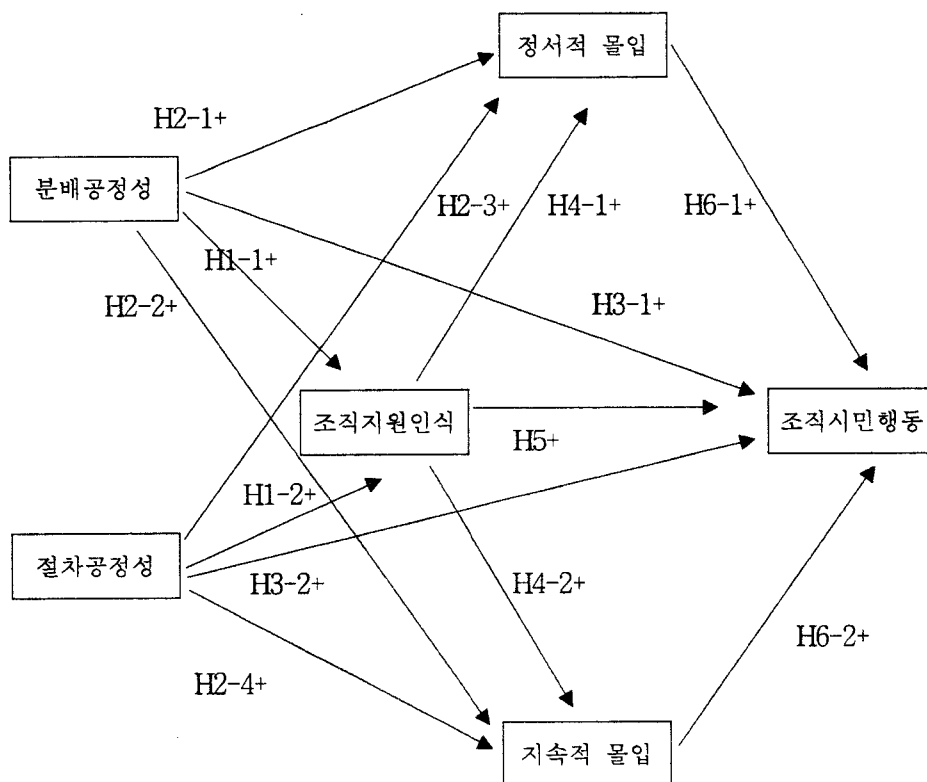 정서적 몰입
H2-1+
분배공정성
H2-3+
H4-1+
H6-1+
H1-1+
H2-2+
H3-1+
조직지원인식
조직시민행동
H5+
H1-2+
절차공정성
H3-2+
H4-2+
H6-2+
H2-4+
지속적 몰입